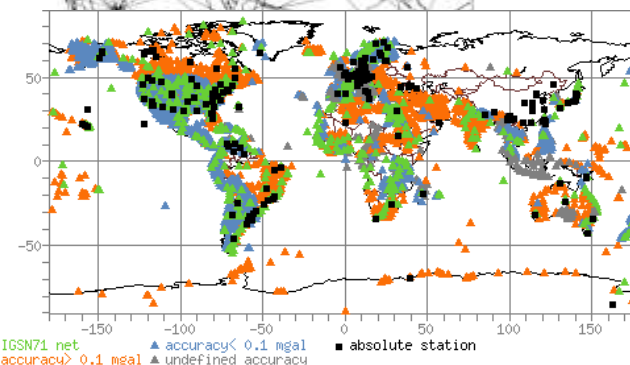 50
0
−50
−150 −100 −50 0 50 100 150
IGSN71 net accuracy< 0.1 mgal absolute station
accuracy> 0.1 mgal undefined accuracy